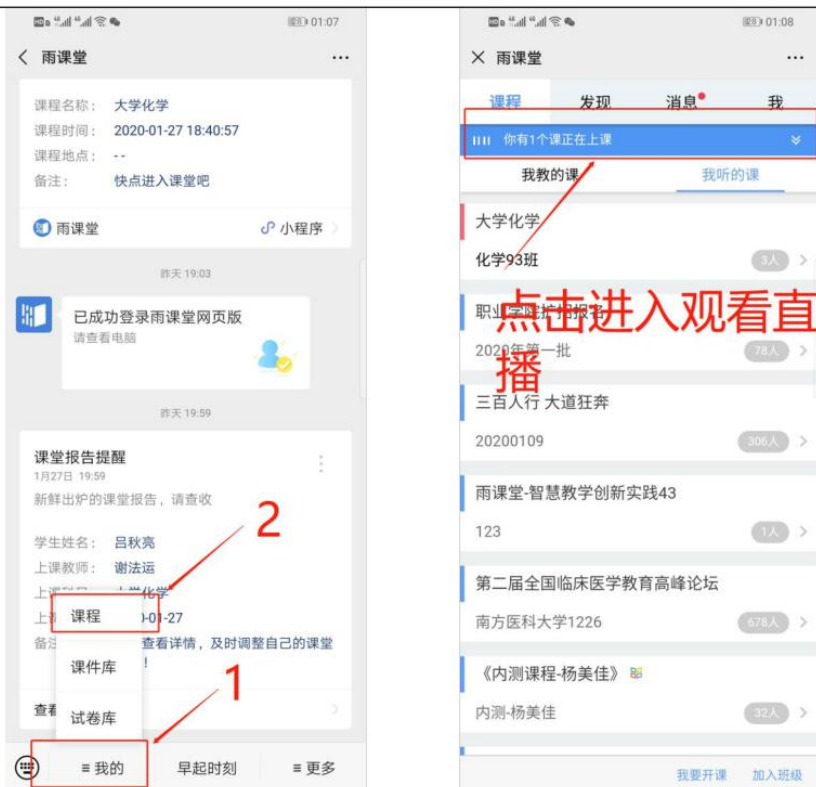 01:07
雨课堂
课程名称： 大学化学
课程时间： 2020-01-27 18:40:57
课程地点： --
备注： 快点进入课堂吧
雨课堂
小程序
昨天 19:03
已成功登录雨课堂网页版
请查看电脑
昨天 19:59
课堂报告提醒
1月27日 19:59
新鲜出炉的课堂报告，请查收
2
学生姓名： 吕秋亮
上课教师： 谢法运
大学化学
0-01-27
课程
查看详情，及时调整自己的课堂
！
课件库
1
试卷库
我的
早起时刻
更多
01:08
雨课堂
课程 发现 消息 我
你有1个课正在上课
我教的课 我听的课
大学化学
化学93班 3人
点击进入观看直
播
2020年第一批 78人
三百人行 大道狂奔
20200109 306人
雨课堂-智慧教学创新实践43
123 1人
第二届全国临床医学教育高峰论坛
南方医科大学1226 678人
《内测课程-杨美佳》
内测-杨美佳 32人
我要开课 加入班级